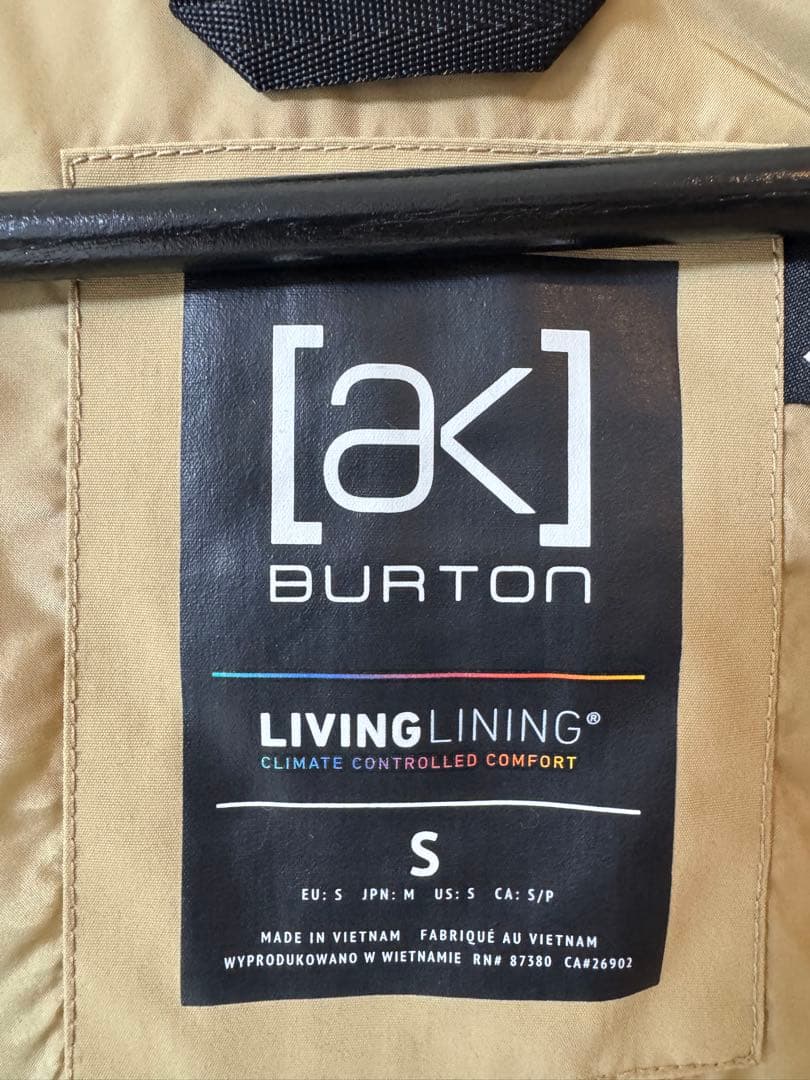 [ak]
BURTON
LIVINGLINING®
CLIMATE CONTROLLED COMFORT
S
EU: S JPN: M US: S CA: S/P
MADE IN VIETNAM FABRIQUÉ AU VIETNAM
WYPRODUKOWANO W WIETNAMIE RN# 87380 CA#26902